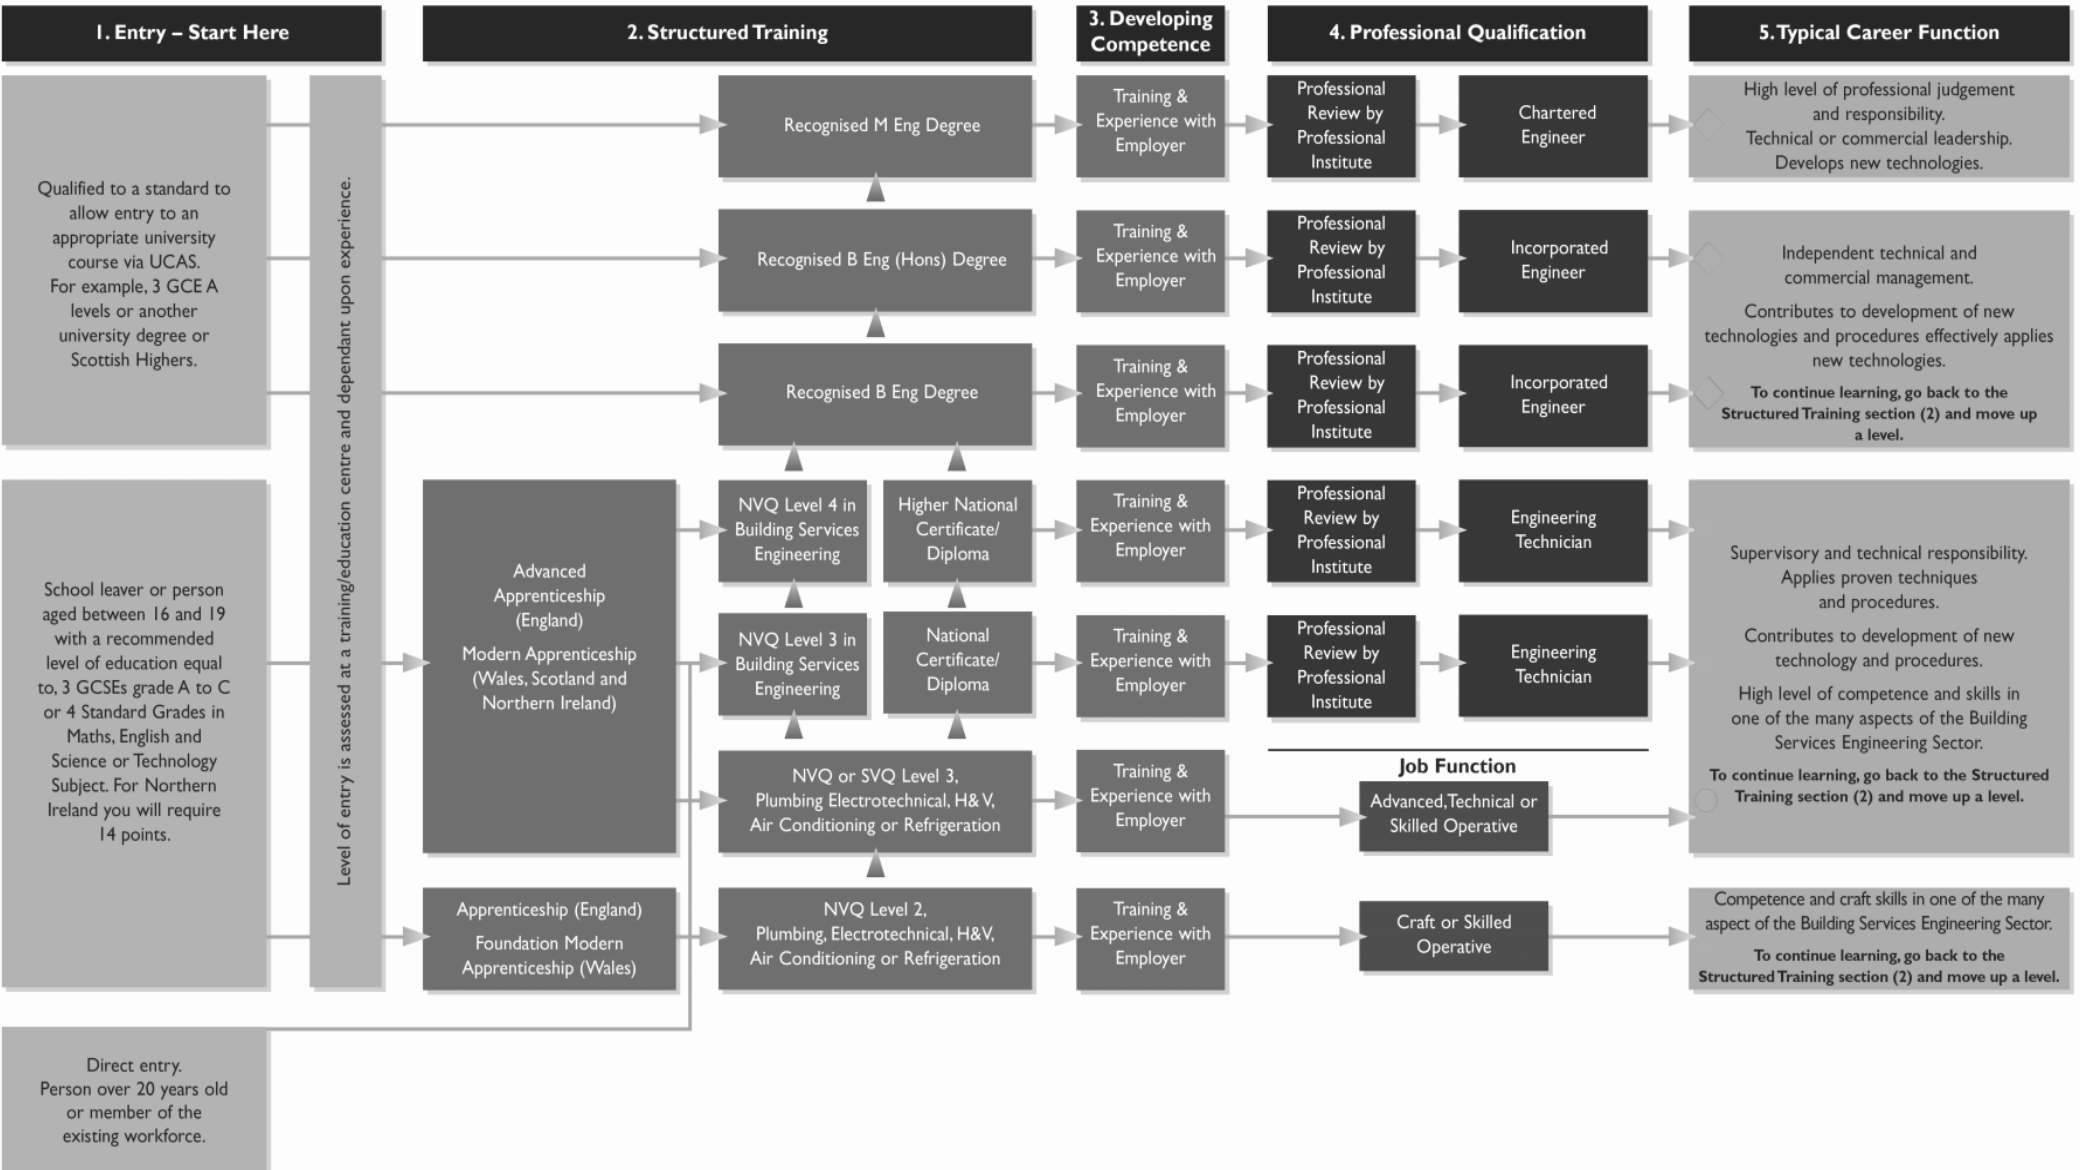 1. Entry – Start Here
2. Structured Training
3. Developing
Competence
4. Professional Qualification
5. Typical Career Function
Qualified to a standard to
allow entry to an
appropriate university
course via UCAS.
For example, 3 GCE A
levels or another
university degree or
Scottish Highers.
School leaver or person
aged between 16 and 19
with a recommended
level of education equal
to, 3 GCSEs grade A to C
or 4 Standard Grades in
Maths, English and
Science or Technology
Subject. For Northern
Ireland you will require
14 points.
Direct entry.
Person over 20 years old
or member of the
existing workforce.
Level of entry is assessed at a training/education centre and dependant upon experience.
Advanced
Apprenticeship
(England)
Modern Apprenticeship
(Wales, Scotland and
Northern Ireland)
Apprenticeship (England)
Foundation Modern
Apprenticeship (Wales)
Recognised M Eng Degree
Training &
Experience with
Employer
Professional
Review by
Professional
Institute
Chartered
Engineer
High level of professional judgement
and responsibility.
Technical or commercial leadership.
Develops new technologies.
Recognised B Eng (Hons) Degree
Training &
Experience with
Employer
Professional
Review by
Professional
Institute
Incorporated
Engineer
Independent technical and
commercial management.
Contributes to development of new
technologies and procedures effectively applies
new technologies.
To continue learning, go back to the
Structured Training section (2) and move up
a level.
Recognised B Eng Degree
Training &
Experience with
Employer
Professional
Review by
Professional
Institute
Incorporated
Engineer
NVQ Level 4 in
Building Services
Engineering
Higher National
Certificate/
Diploma
Training &
Experience with
Employer
Professional
Review by
Professional
Institute
Engineering
Technician
Supervisory and technical responsibility.
Applies proven techniques
and procedures.
Contributes to development of new
technology and procedures.
High level of competence and skills in
one of the many aspects of the Building
Services Engineering Sector.
To continue learning, go back to the Structured
Training section (2) and move up a level.
NVQ Level 3 in
Building Services
Engineering
National
Certificate/
Diploma
Training &
Experience with
Employer
Professional
Review by
Professional
Institute
Engineering
Technician
NVQ or SVQ Level 3,
Plumbing Electrotechnical, H&V,
Air Conditioning or Refrigeration
Training &
Experience with
Employer
Job Function
Advanced, Technical or
Skilled Operative
NVQ Level 2,
Plumbing, Electrotechnical, H&V,
Air Conditioning or Refrigeration
Training &
Experience with
Employer
Craft or Skilled
Operative
Competence and craft skills in one of the many
aspect of the Building Services Engineering Sector.
To continue learning, go back to the
Structured Training section (2) and move up a level.